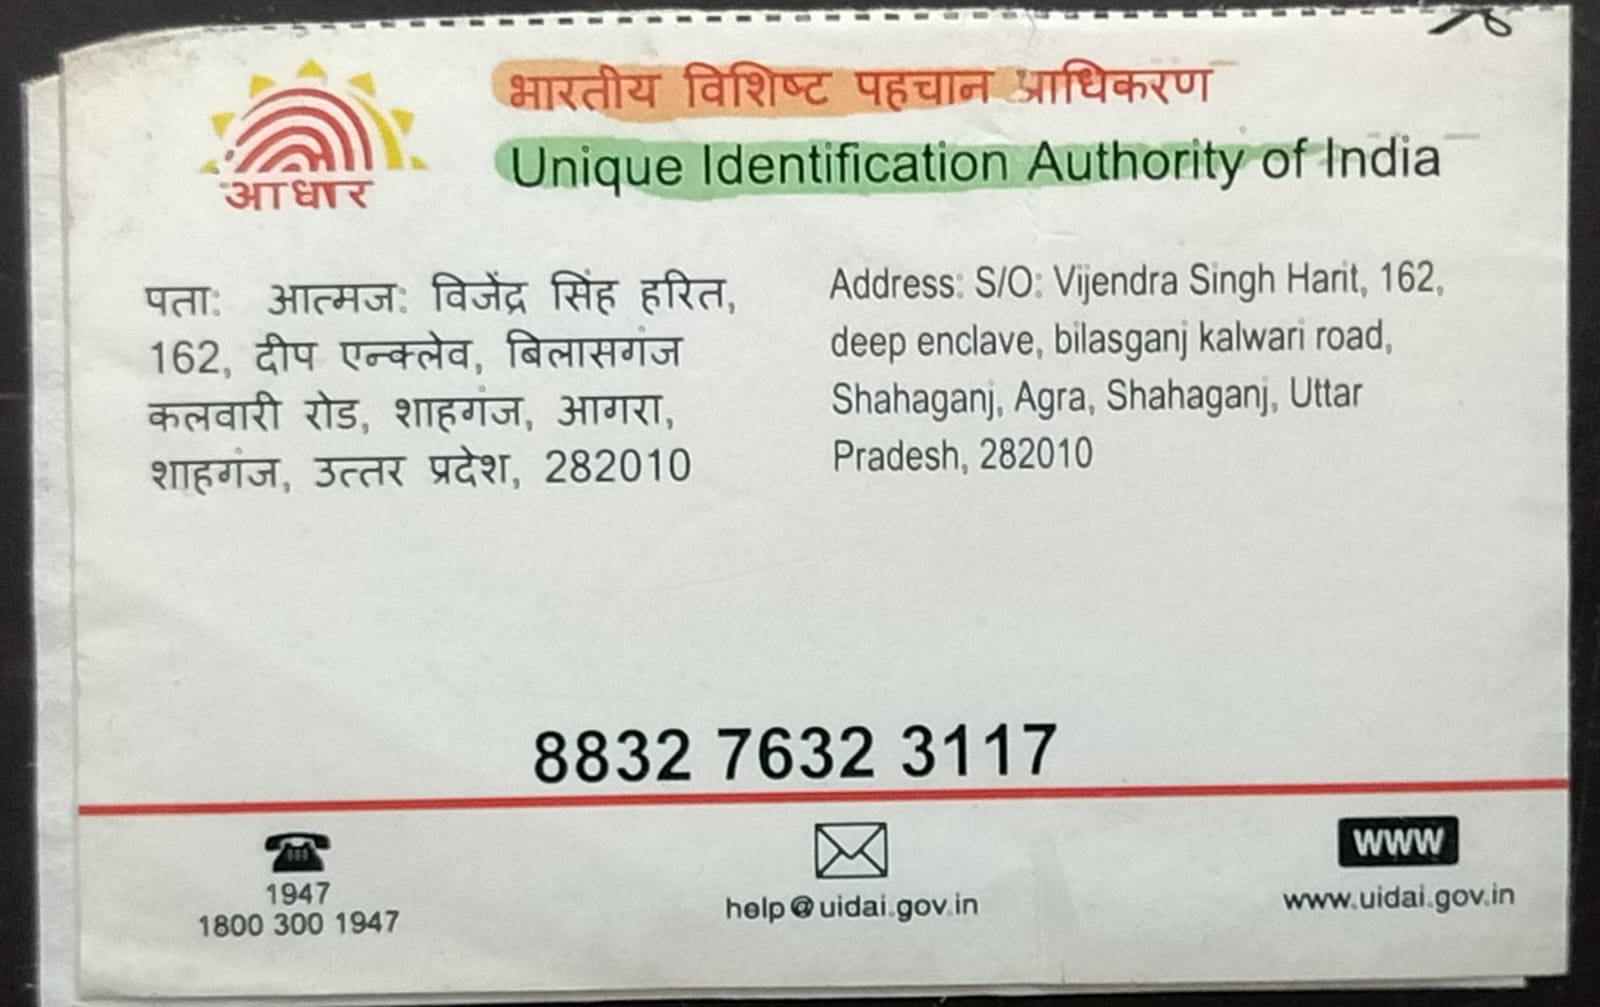 भारतीय विशिष्ट पहचान प्राधिकरण
Unique Identification Authority of India
आधार
पताः आत्मजः विजेंद्र सिंह हरित,
162, दीप एन्क्लेव, बिलासगंज
कलवारी रोड, शाहगंज, आगरा,
शाहगंज, उत्तर प्रदेश, 282010
Address: S/O: Vijendra Singh Harit, 162,
deep enclave, bilasganj kalwari road,
Shahaganj, Agra, Shahaganj, Uttar
Pradesh, 282010
8832 7632 3117
1947
1800 300 1947
help@uidai.gov.in
WWW
www.uidai.gov.in